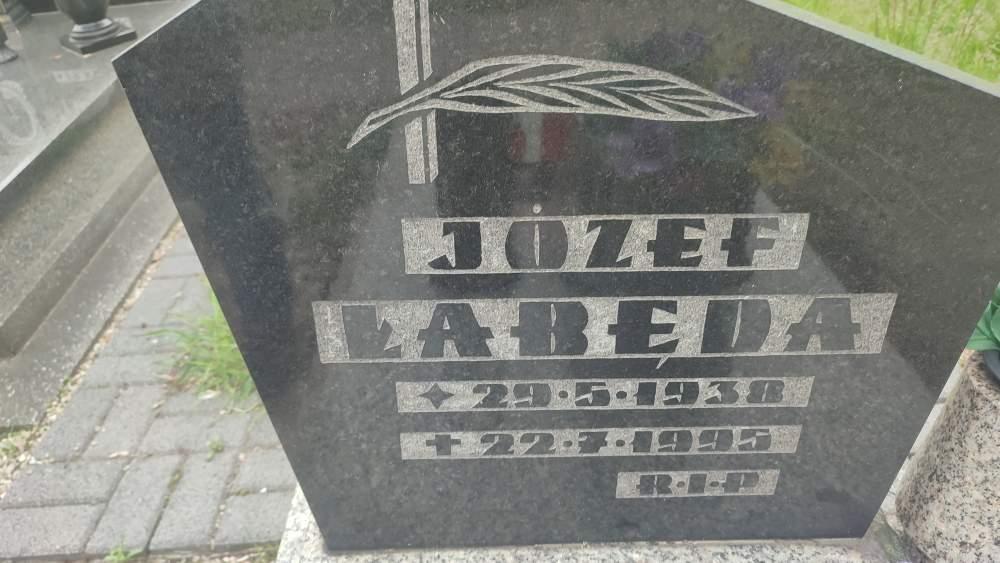 JÓZEF
ŁABĘDA
✦ 29·5·1938
✝ 22·7·1995
R·I·P